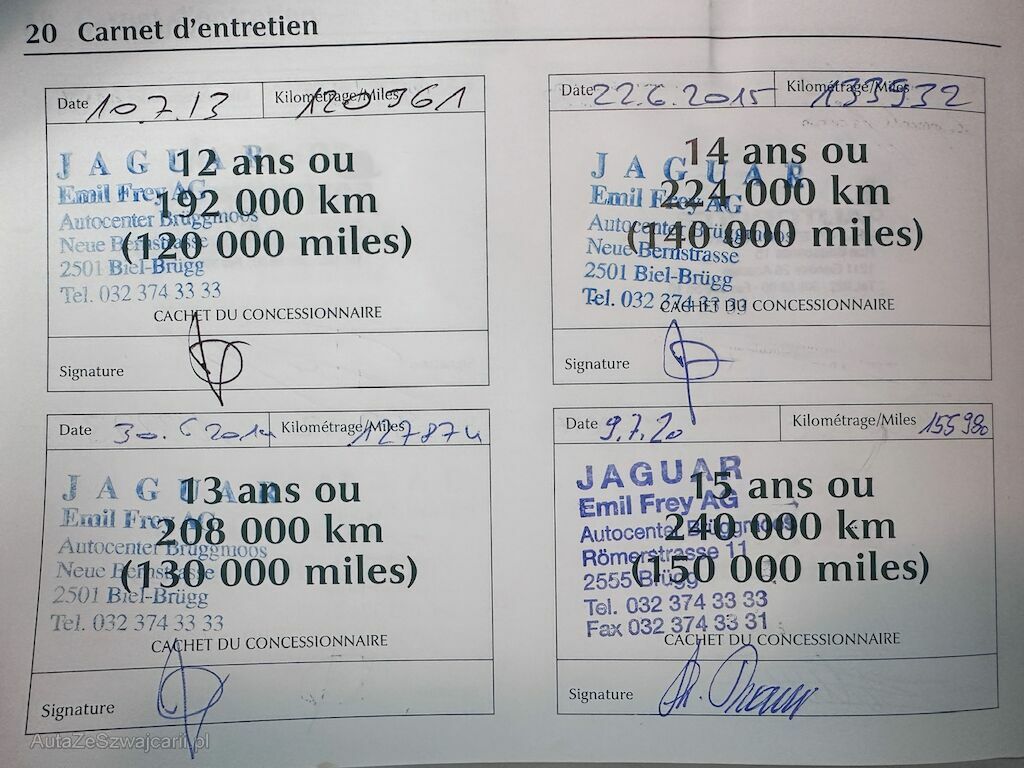 20 Carnet d'entretien
Date 10.7.13 Kilométrage/Miles 120961
JAGUAR
12 ans ou
Emil Frey AG
192 000 km
Autocenter Brüggmoos
Neue Bernstrasse
(120 000 miles)
2501 Biel-Brügg
Tel. 032 374 33 33
CACHET DU CONCESSIONNAIRE
Signature
Date 22.6.2015 Kilométrage/Miles 133932
JAGUAR
14 ans ou
Emil Frey AG
224 000 km
Autocenter Brüggmoos
(140 000 miles)
Neue Bernstrasse
2501 Biel-Brügg
Tel. 032 374 33 33
CACHET DU CONCESSIONNAIRE
Signature
Date 30.6.2014 Kilométrage/Miles 127874
JAGUAR
13 ans ou
Emil Frey AG
208 000 km
Autocenter Brüggmoos
Neue Bernstrasse
(130 000 miles)
2501 Biel-Brügg
Tel. 032 374 33 33
CACHET DU CONCESSIONNAIRE
Signature
Date 9.7.20 Kilométrage/Miles 155980
JAGUAR
15 ans ou
Emil Frey AG
240 000 km
Autocenter Brüggmoos
Römerstrasse 11
(150 000 miles)
2555 Brügg
Tel. 032 374 33 33
Fax 032 374 33 31
CACHET DU CONCESSIONNAIRE
Signature
AutaZeSzwajcarii.pl